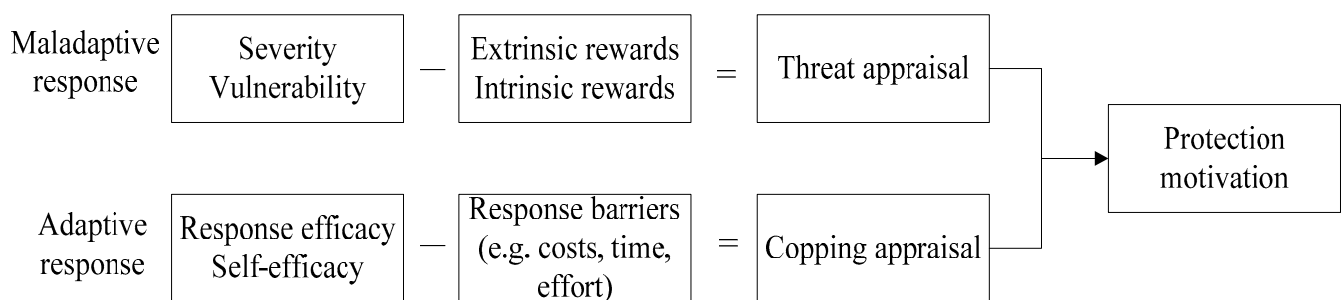 Maladaptive
response
Severity
Vulnerability
—
Extrinsic rewards
Intrinsic rewards
=
Threat appraisal
Protection
motivation
Adaptive
response
Response efficacy
Self-efficacy
—
Response barriers
(e.g. costs, time,
effort)
=
Copping appraisal